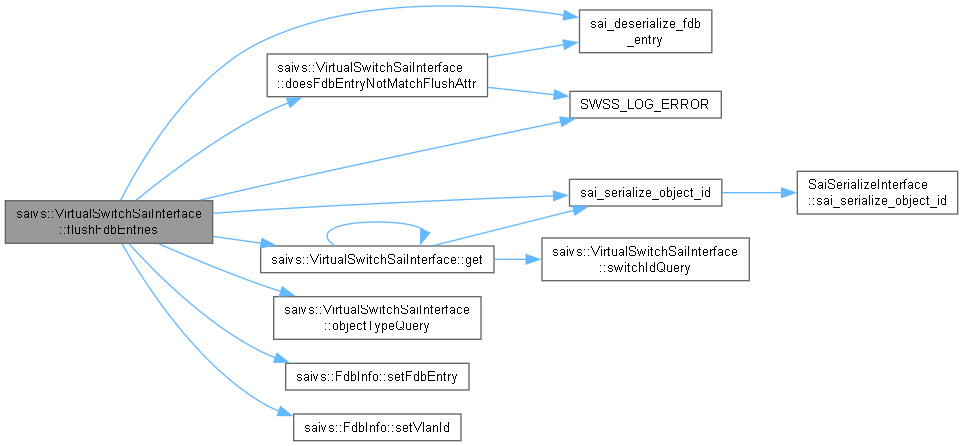 saivs::VirtualSwitchSaiInterface
::flushFdbEntries
saivs::VirtualSwitchSaiInterface
::doesFdbEntryNotMatchFlushAttr
sai_deserialize_fdb
_entry
SWSS_LOG_ERROR
sai_serialize_object_id
SaiSerializeInterface
::sai_serialize_object_id
saivs::VirtualSwitchSaiInterface::get
saivs::VirtualSwitchSaiInterface
::switchIdQuery
saivs::VirtualSwitchSaiInterface
::objectTypeQuery
saivs::FdbInfo::setFdbEntry
saivs::FdbInfo::setVlanId